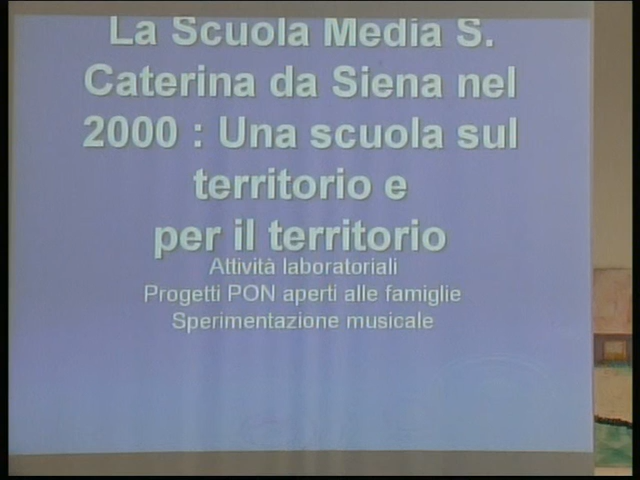 La Scuola Media S.
Caterina da Siena nel
2000 : Una scuola sul
territorio e
per il territorio
Attività laboratoriali
Progetti PON aperti alle famiglie
Sperimentazione musicale